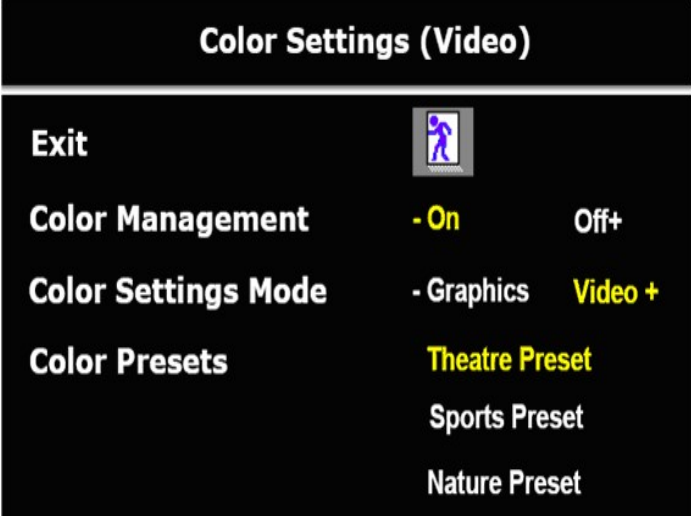 Color Settings (Video)
Exit
Color Management - On Off+
Color Settings Mode - Graphics Video +
Color Presets Theatre Preset
Sports Preset
Nature Preset